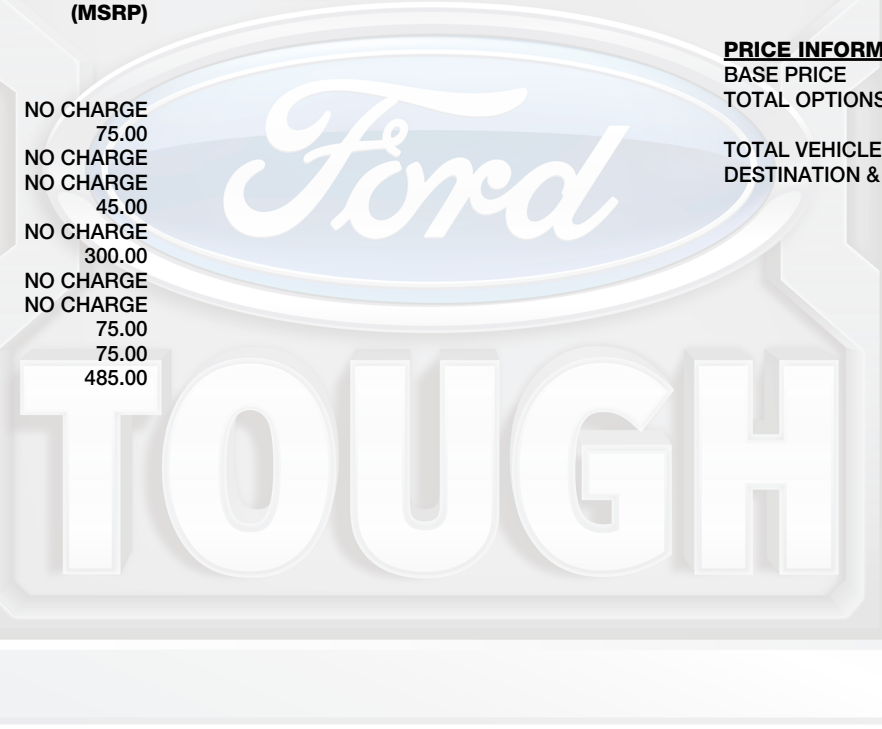 (MSRP)
NO CHARGE
75.00
NO CHARGE
NO CHARGE
45.00
NO CHARGE
300.00
NO CHARGE
NO CHARGE
75.00
75.00
485.00
PRICE INFORM
BASE PRICE
TOTAL OPTIONS
TOTAL VEHICLE
DESTINATION &
Ford
TOUGH